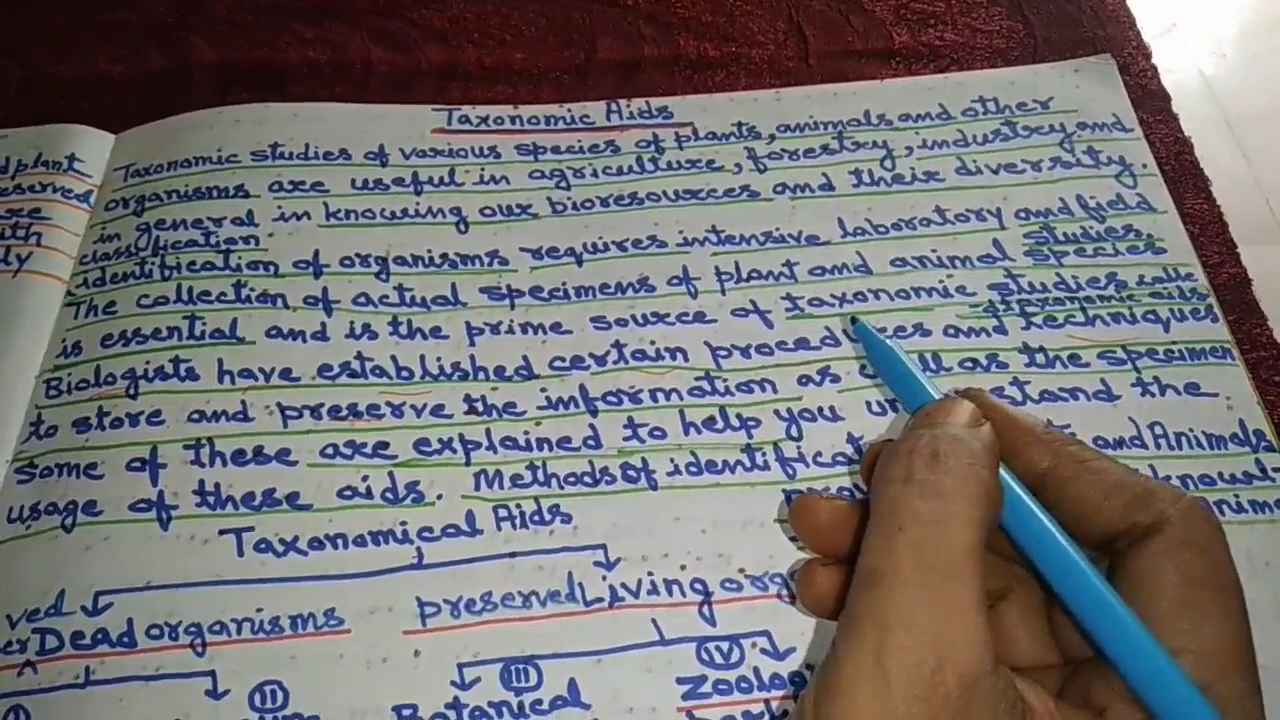 Taxonomic Aids
Taxonomic studies of various species of plants, animals and other
organisms are useful in agriculture, forestry, industry and
in general in knowing our bioresources and their diversity.
classification
identification of organisms requires intensive laboratory and field
studies.
The collection of actual specimens of plant and animal species
is essential and is the prime source of taxonomic studies
taxonomic aids
Biologists have established certain procedures and techniques
to store and preserve the information as well as the specimen
some of these are explained to help you the
usage of these aids. Methods of and Animals
Taxonomical Aids
Dead organisms
preserved Living
II
III
IV
Botanical